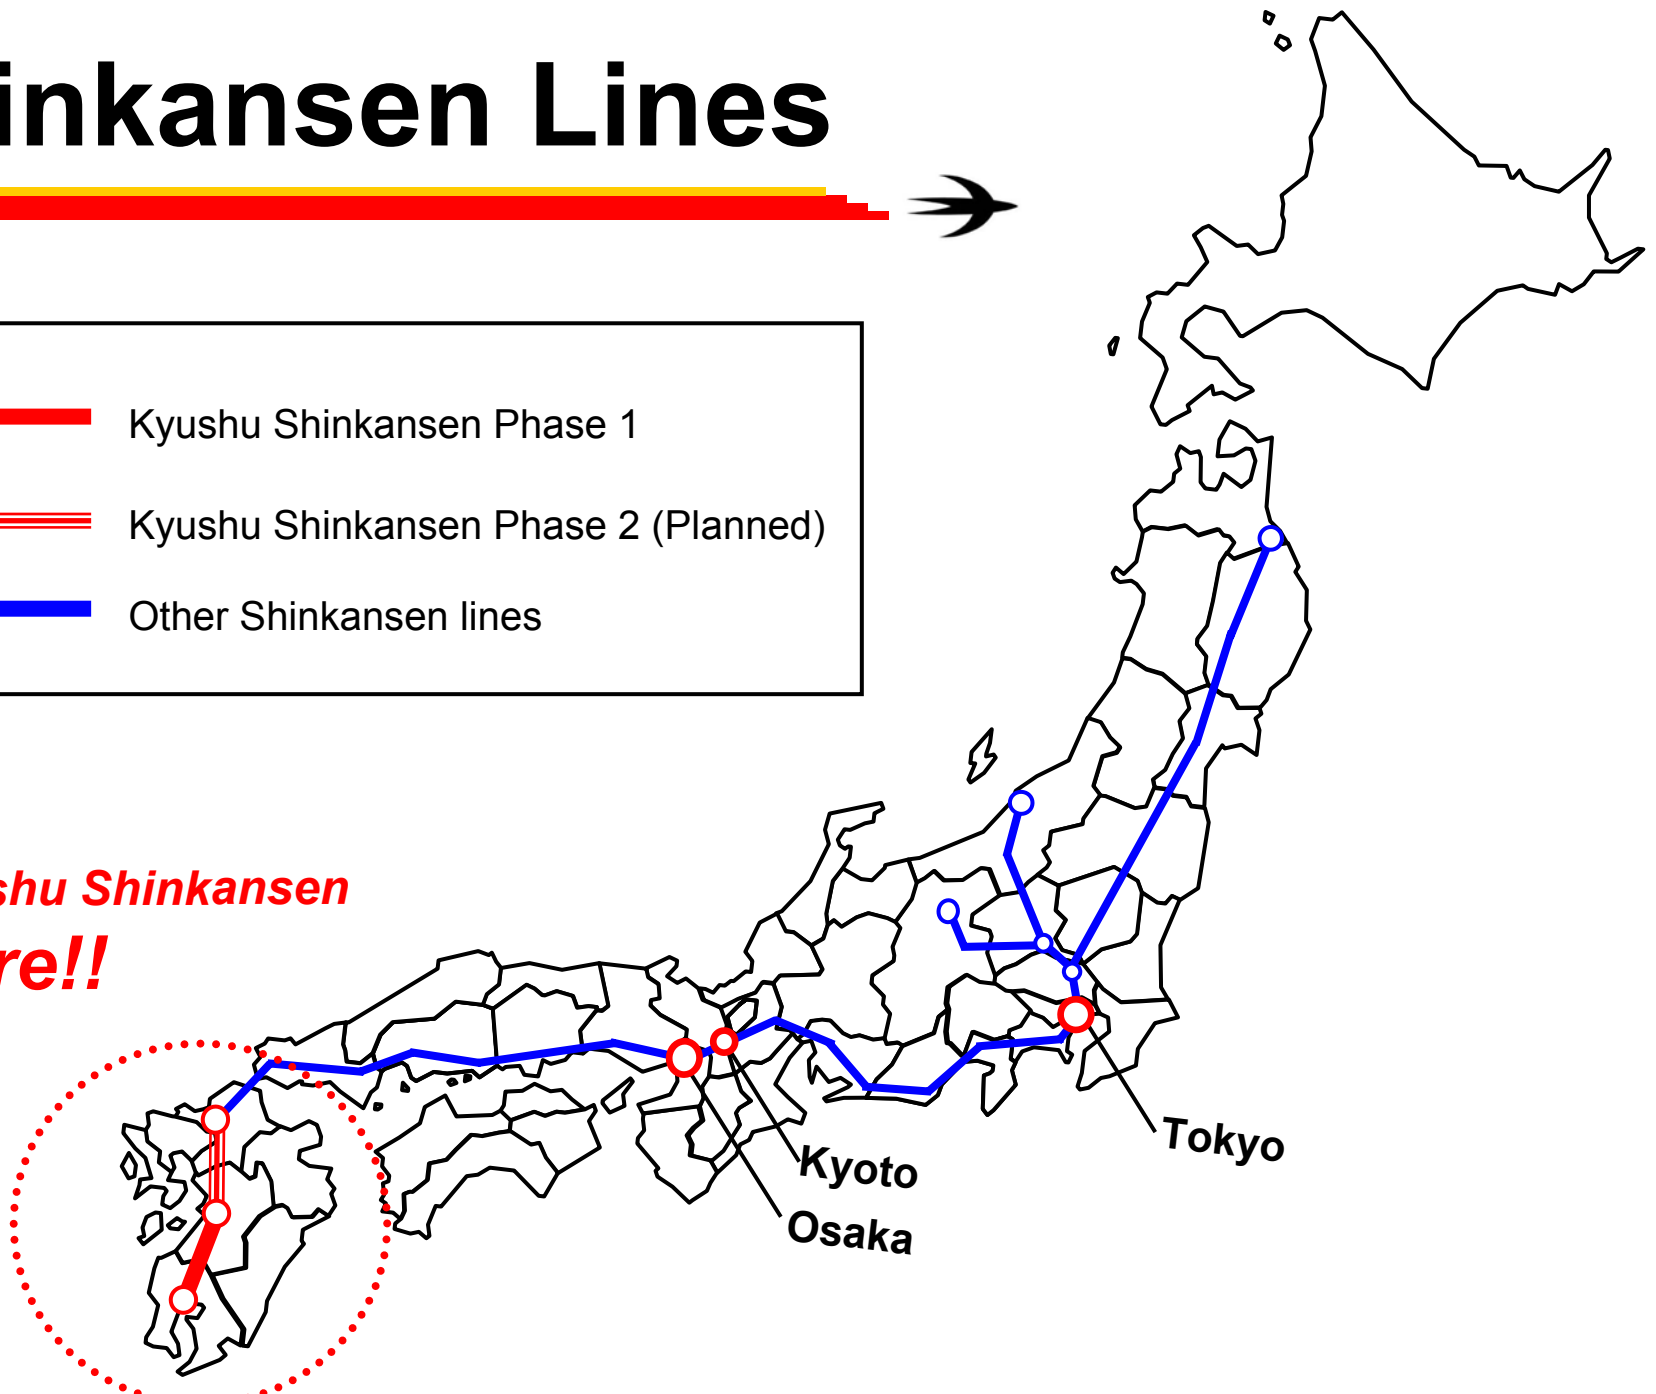 inkansen Lines
Kyushu Shinkansen Phase 1
Kyushu Shinkansen Phase 2 (Planned)
Other Shinkansen lines
shu Shinkansen
re!!
Tokyo
Kyoto
Osaka